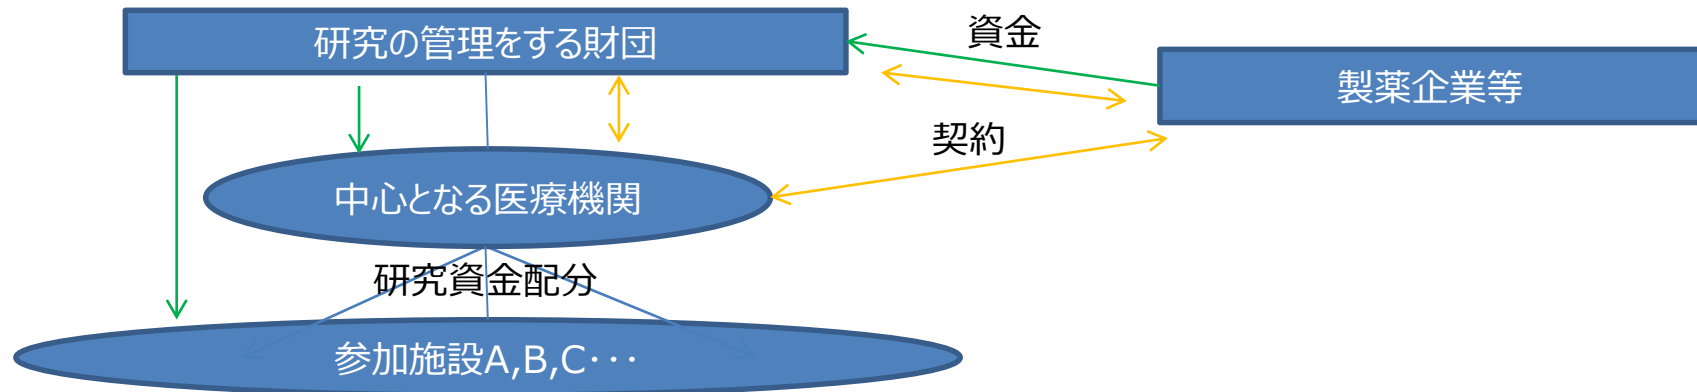 研究の管理をする財団
資金
製薬企業等
契約
中心となる医療機関
研究資金配分
参加施設A,B,C・・・